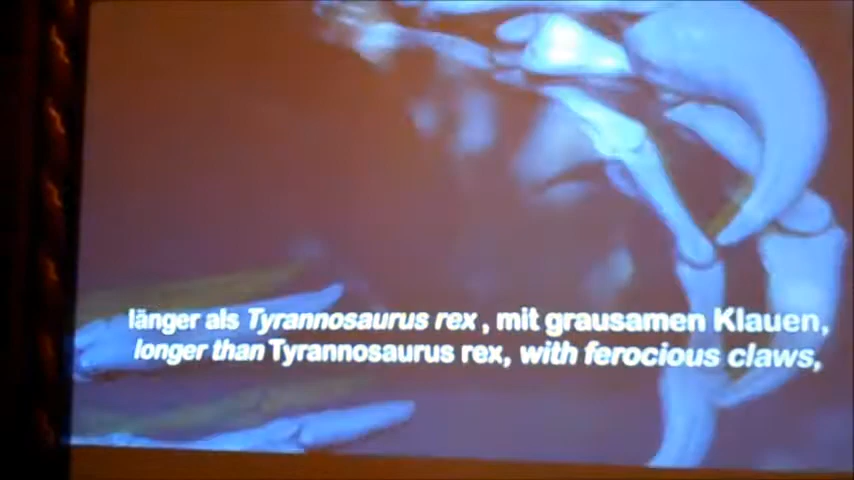 länger als Tyrannosaurus rex , mit grausamen Klauen,
longer than Tyrannosaurus rex, with ferocious claws,